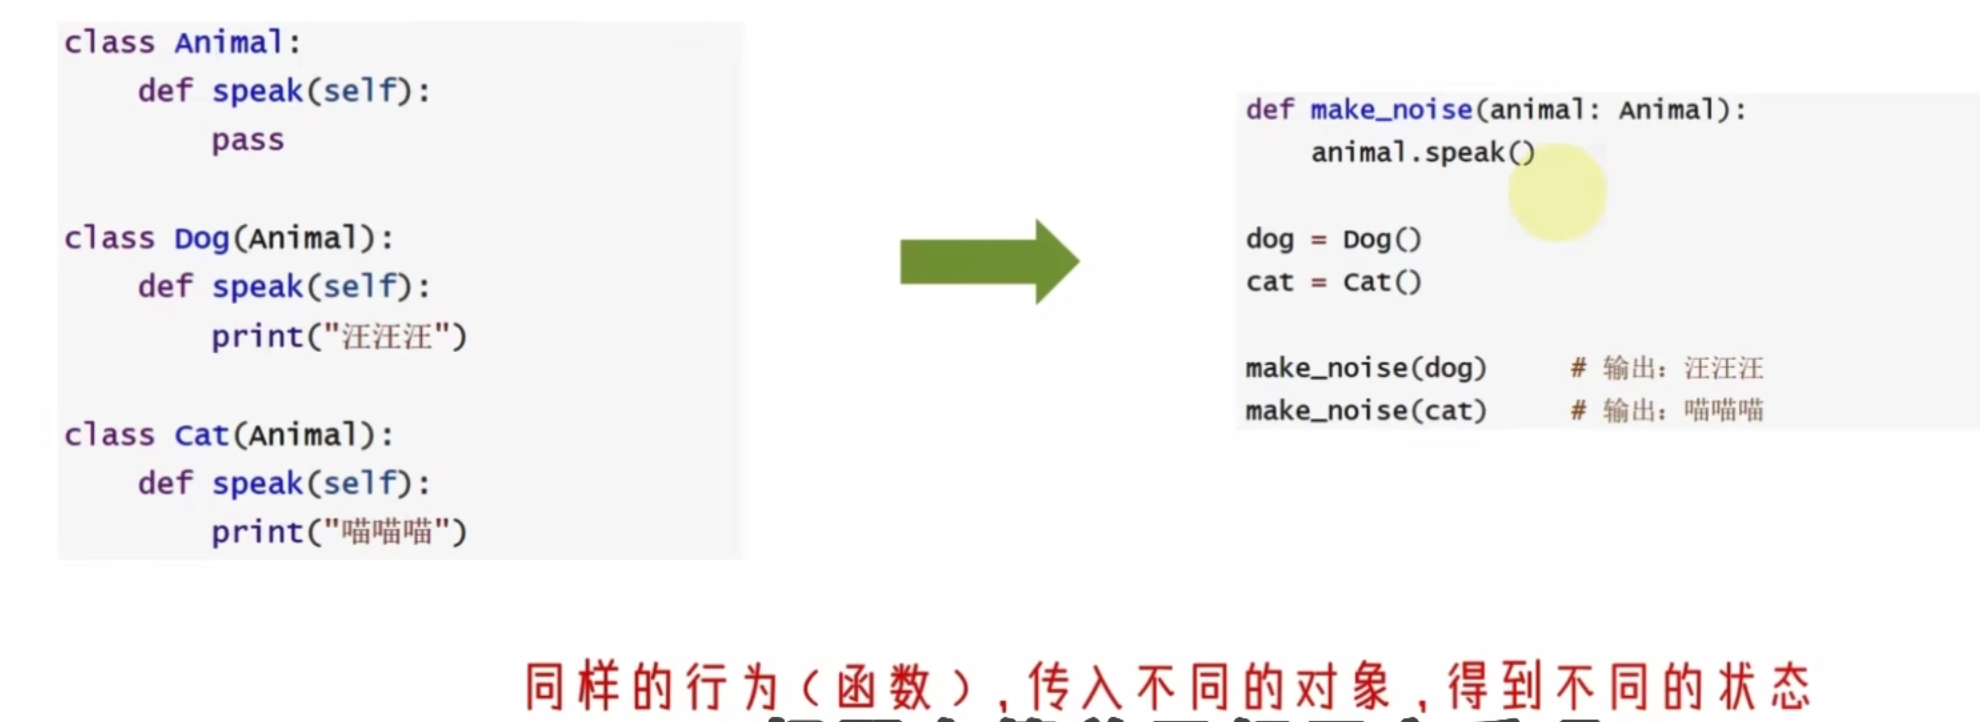 class Animal:
    def speak(self):
        pass
class Dog(Animal):
    def speak(self):
        print("汪汪汪")
class Cat(Animal):
    def speak(self):
        print("喵喵喵")
def make_noise(animal: Animal):
    animal.speak()
dog = Dog()
cat = Cat()
make_noise(dog)     # 输出：汪汪汪
make_noise(cat)     # 输出：喵喵喵
同样的行为（函数）,传入不同的对象,得到不同的状态